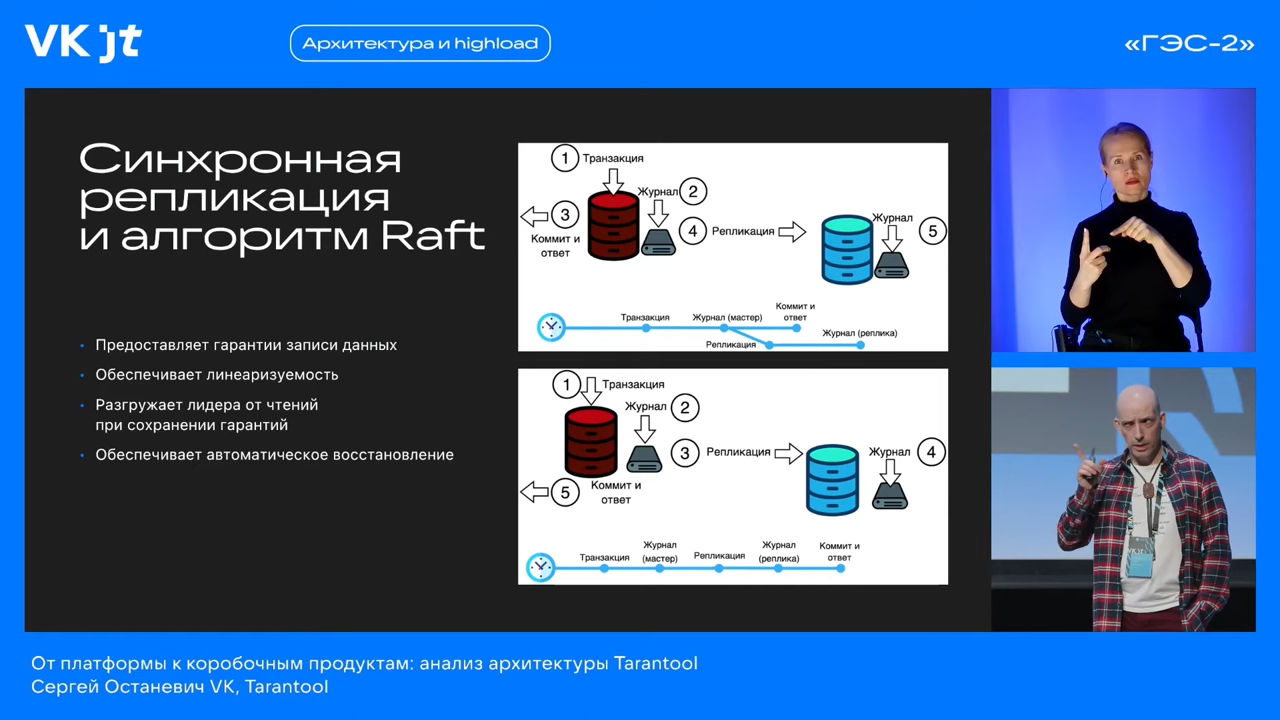 VK jt
Архитектура и highload
«ГЭС-2»
Синхронная
репликация
и алгоритм Raft
• Предоставляет гарантии записи данных
• Обеспечивает линеаризуемость
• Разгружает лидера от чтений
при сохранении гарантий
• Обеспечивает автоматическое восстановление
1 Транзакция
Журнал 2
3
Коммит и
ответ
4 Репликация
Журнал 5
Транзакция
Журнал (мастер)
Коммит и
ответ
Репликация
Журнал (реплика)
1 Транзакция
Журнал 2
3 Репликация
Журнал 4
5 Коммит и
ответ
Транзакция
Журнал
(мастер)
Репликация
Журнал
(реплика)
Коммит и
ответ
От платформы к коробочным продуктам: анализ архитектуры Tarantool
Сергей Останевич VK, Tarantool